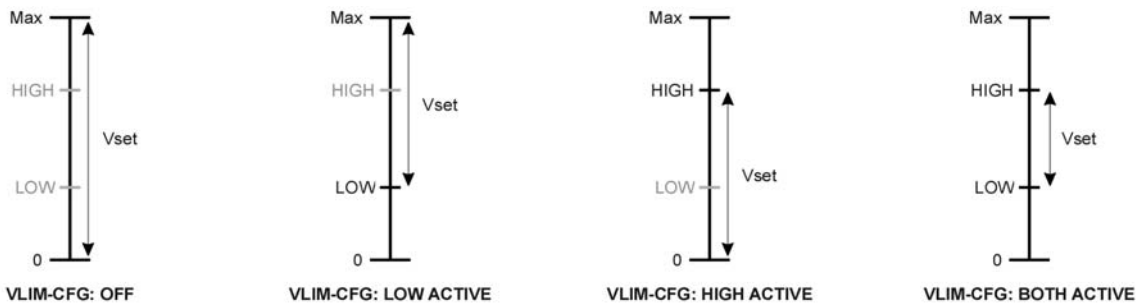 Max
HIGH
Vset
LOW
0
VLIM-CFG: OFF
Max
HIGH
Vset
LOW
0
VLIM-CFG: LOW ACTIVE
Max
HIGH
Vset
LOW
0
VLIM-CFG: HIGH ACTIVE
Max
HIGH
Vset
LOW
0
VLIM-CFG: BOTH ACTIVE